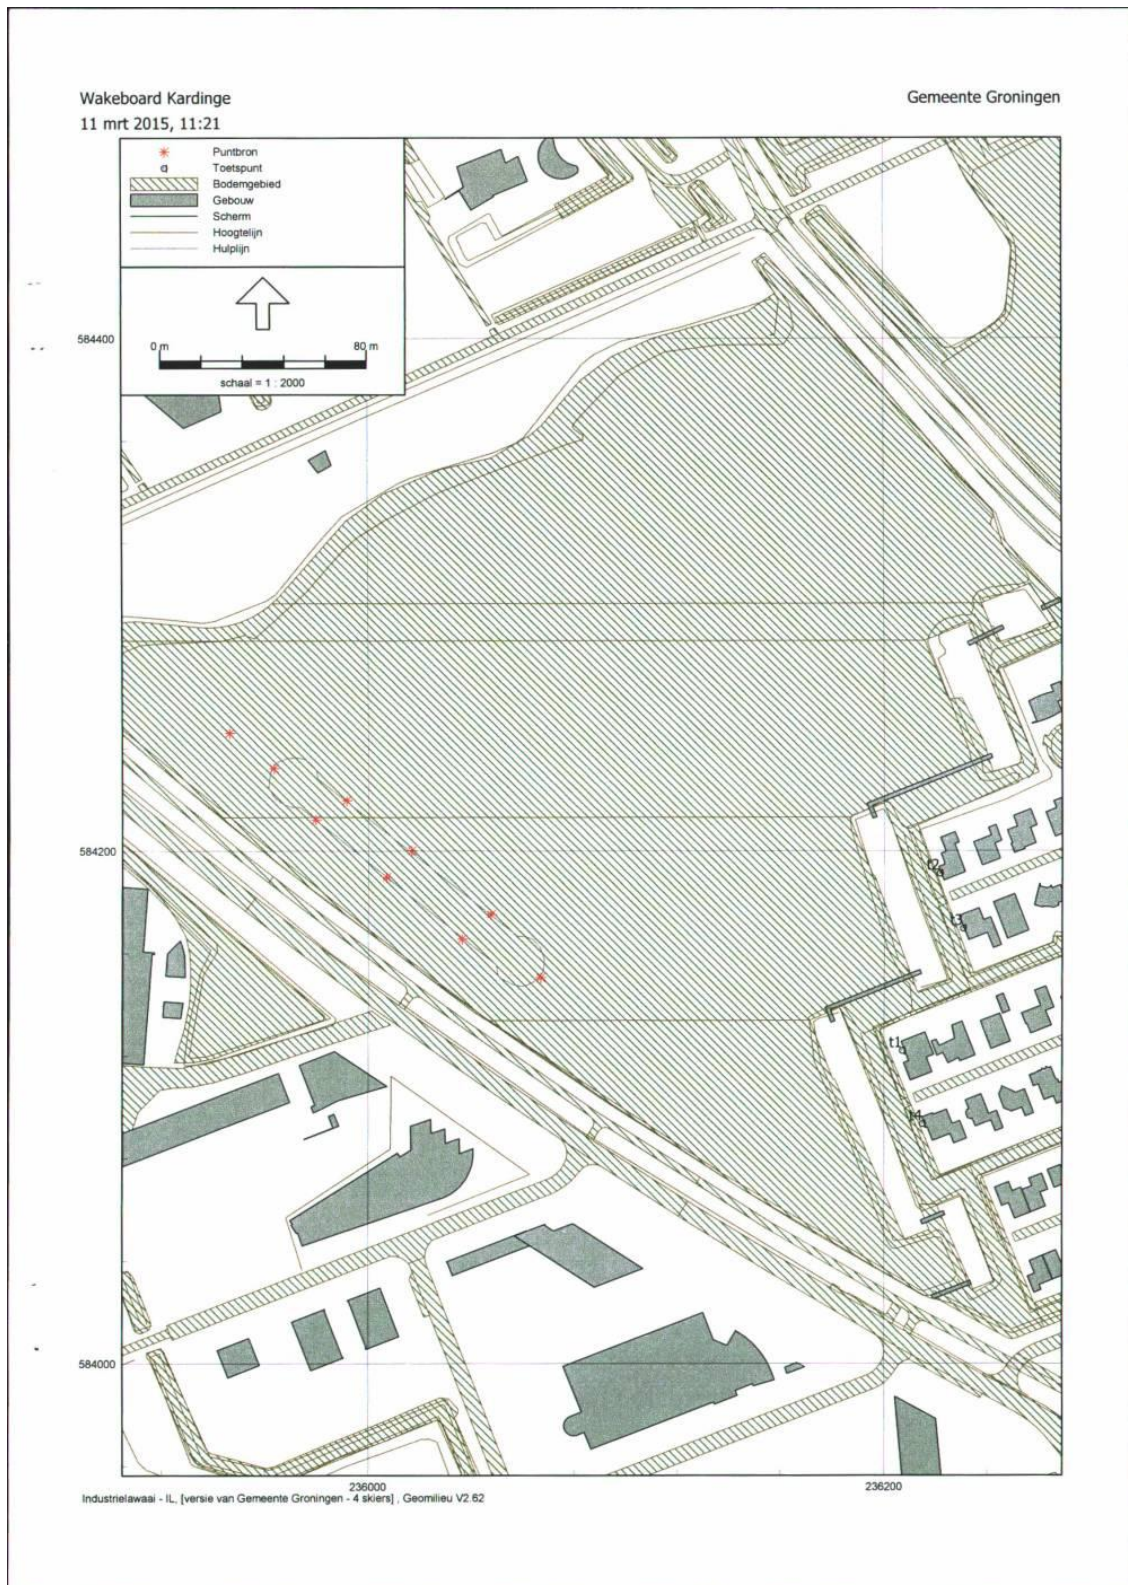 Wakeboard Kardinge
Gemeente Groningen
11 mrt 2015, 11:21
Puntbron
Toetspunt
Bodemgebied
Gebouw
Scherm
Hoogtelijn
Hulplijn
584400
0 m 80 m
schaal = 1 : 2000
584200
t2
t3
t1
t4
584000
236000 236200
Industrielawaai - IL, [versie van Gemeente Groningen - 4 skiers] , Geomilieu V2.62